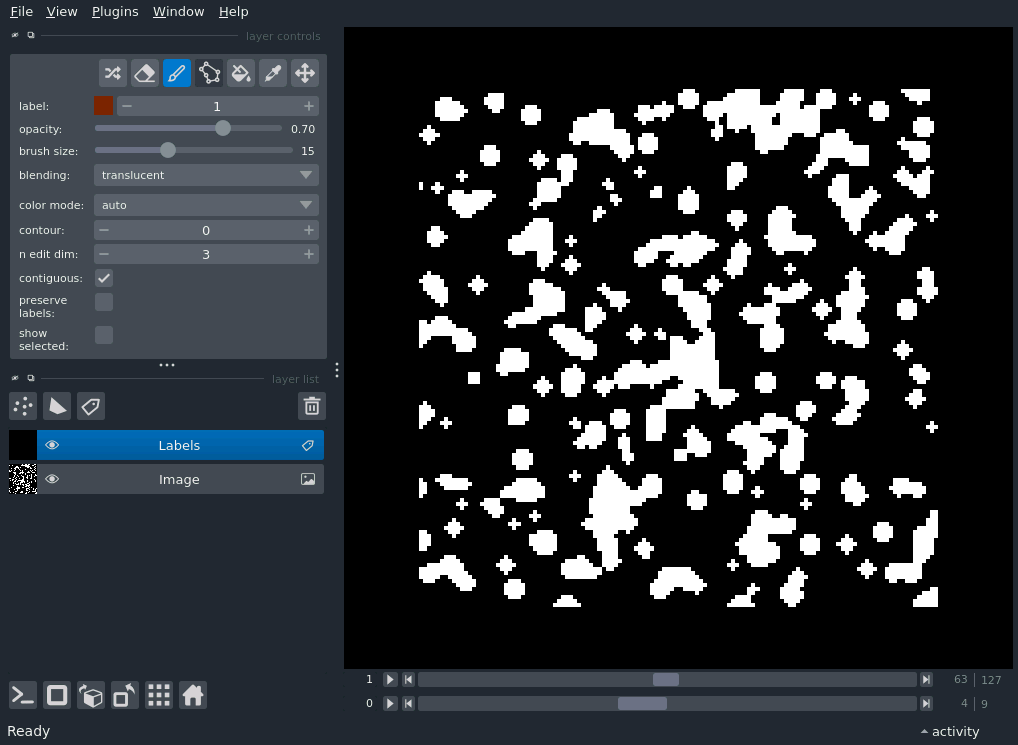 File View Plugins Window Help
layer controls
label: 1
opacity: 0.70
brush size: 15
blending: translucent
color mode: auto
contour: 0
n edit dim: 3
contiguous:
preserve
labels:
show
selected:
layer list
Labels
Image
1 63 127
0 4 9
Ready activity